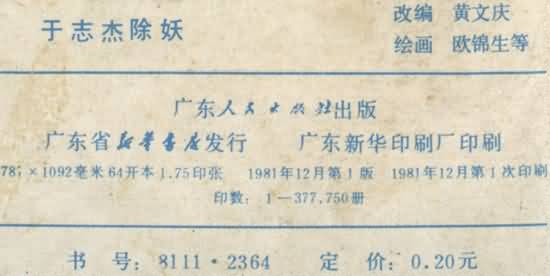 于志杰除妖
改编 黄文庆
绘画 欧锦生等
广东人民出版社出版
广东省新华书店发行 广东新华印刷厂印刷
787×1092毫米 64开本 1.75印张 1981年12月第1版 1981年12月第1次印刷
印数: 1—377,750册
书号: 8111·2364 定价: 0.20元